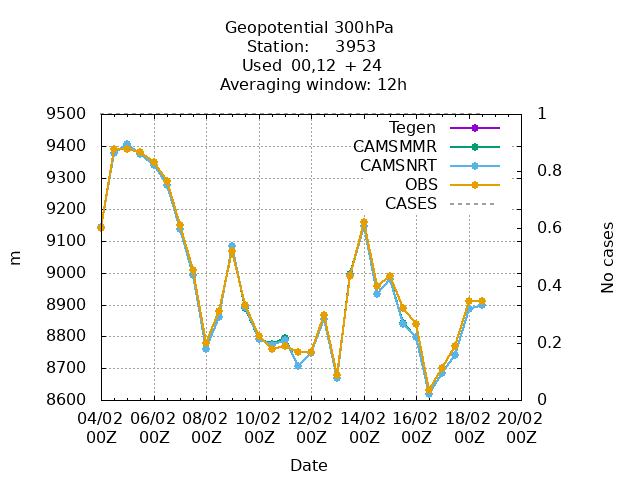 Geopotential 300hPa
Station: 3953
Used 00,12 + 24
Averaging window: 12h
9500
9400
9300
9200
9100
9000
8900
8800
8700
8600
m
1
0.8
0.6
0.4
0.2
0
No cases
Tegen
CAMSMMR
CAMSNRT
OBS
CASES
04/02 06/02 08/02 10/02 12/02 14/02 16/02 18/02 20/02
00Z 00Z 00Z 00Z 00Z 00Z 00Z 00Z 00Z
Date